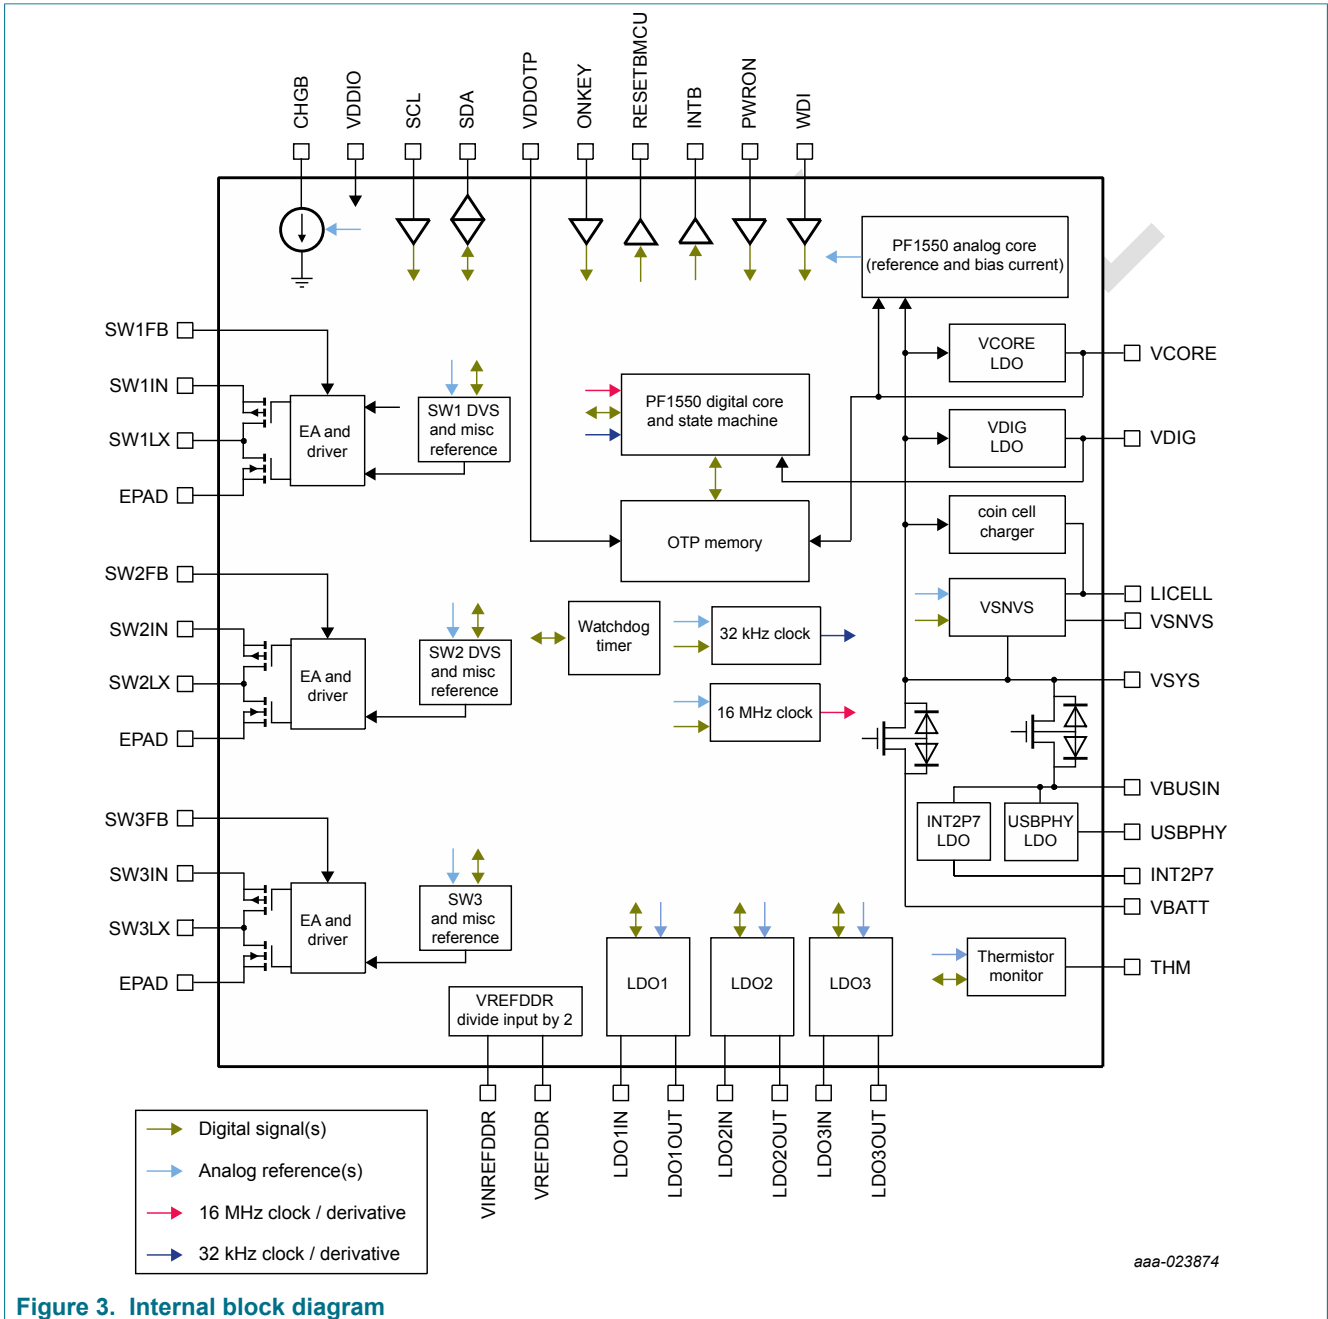 CHGB
VDDIO
SCL
SDA
VDDOTP
ONKEY
RESETBMCU
INTB
PWRON
WDI
PF1550 analog core
(reference and bias current)
SW1FB
SW1IN
SW1LX
EPAD
EA and
driver
SW1 DVS
and misc
reference
PF1550 digital core
and state machine
OTP memory
VCORE
LDO
VCORE
VDIG
LDO
VDIG
coin cell
charger
VSNVS
LICELL
VSNVS
VSYS
SW2FB
SW2IN
SW2LX
EPAD
EA and
driver
SW2 DVS
and misc
reference
Watchdog
timer
32 kHz clock
16 MHz clock
INT2P7
LDO
USBPHY
LDO
VBUSIN
USBPHY
INT2P7
VBATT
SW3FB
SW3IN
SW3LX
EPAD
EA and
driver
SW3
and misc
reference
VREFDDR
divide input by 2
LDO1
LDO2
LDO3
Thermistor
monitor
THM
VINREFDDR
VREFDDR
LDO1IN
LDO1OUT
LDO2IN
LDO2OUT
LDO3IN
LDO3OUT
Digital signal(s)
Analog reference(s)
16 MHz clock / derivative
32 kHz clock / derivative
aaa-023874
Figure 3. Internal block diagram